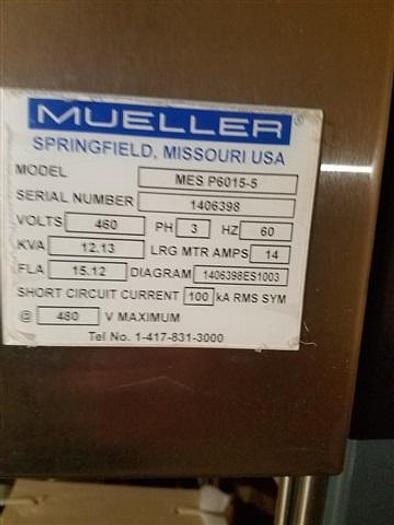 MUELLER®
SPRINGFIELD, MISSOURI USA
MODEL MES P6015-5
SERIAL NUMBER 1406398
VOLTS 460 PH 3 HZ 60
KVA 12.13 LRG MTR AMPS 14
FLA 15.12 DIAGRAM 1406398ES1003
SHORT CIRCUIT CURRENT 100 kA RMS SYM
@ 480 V MAXIMUM
Tel No. 1-417-831-3000